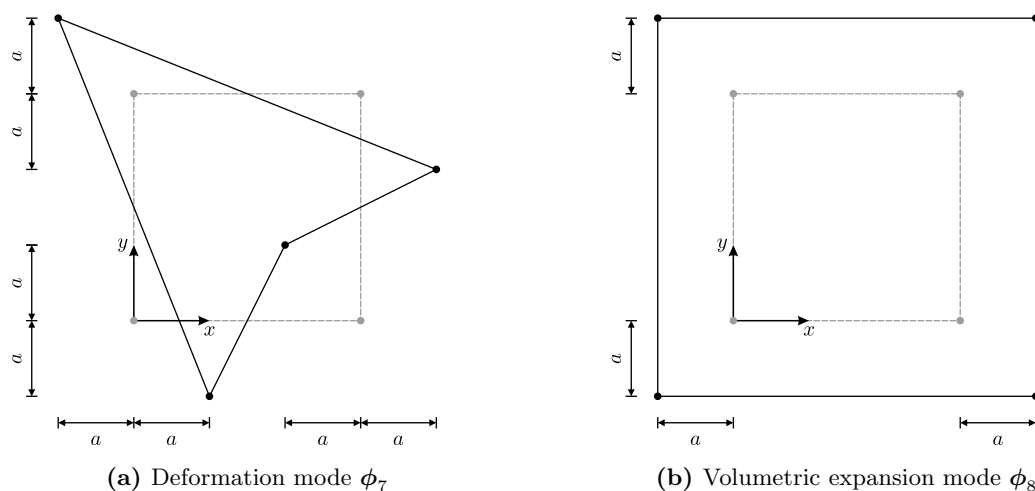 a
a
a
a
y
x
a
a
a
a
(a) Deformation mode ϕ₇
a
a
y
x
a
a
(b) Volumetric expansion mode ϕ₈